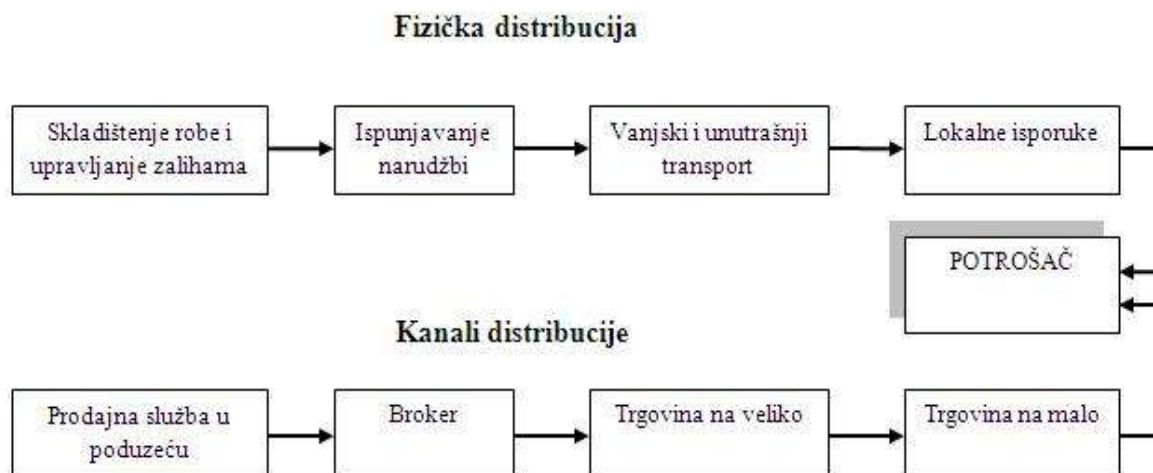 Fizička distribucija
Skladištenje robe i
upravljanje zalihama
Ispunjavanje
narudžbi
Vanjski i unutrašnji
transport
Lokalne isporuke
POTROŠAČ
Kanali distribucije
Prodajna služba u
poduzeću
Broker
Trgovina na veliko
Trgovina na malo